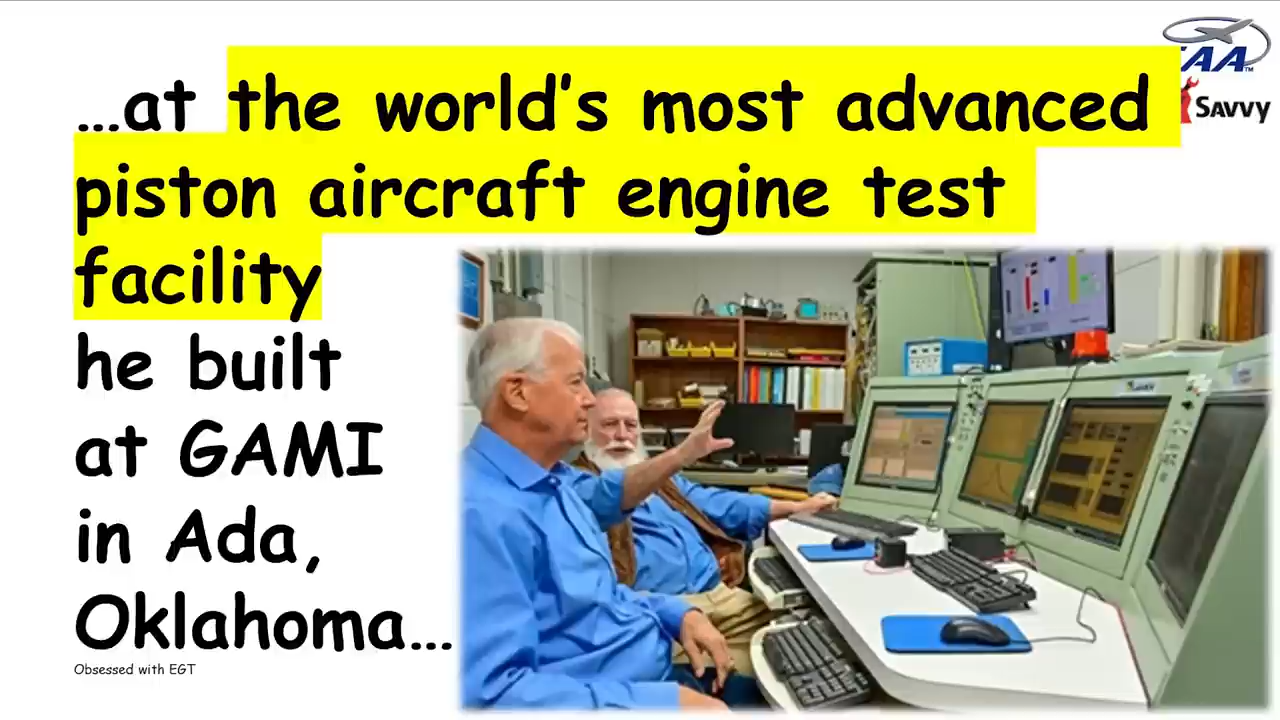 ...at the world's most advanced
piston aircraft engine test
facility
he built
at GAMI
in Ada,
Oklahoma...
Obsessed with EGT
EAA
Savvy